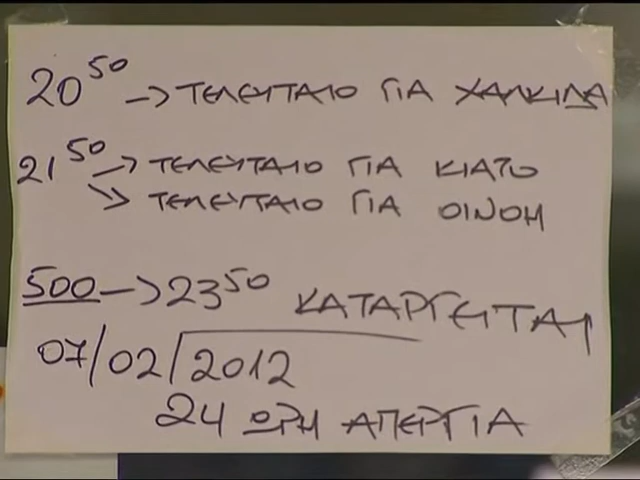 20⁵⁰ → ΤΕΛΕΥΤΑΙΟ ΓΙΑ ΧΑΛΚΙΔΑ
21⁵⁰ → ΤΕΛΕΥΤΑΙΟ ΓΙΑ ΚΙΑΤΟ
→ ΤΕΛΕΥΤΑΙΟ ΓΙΑ ΟΙΝΟΗ
500 → 23⁵⁰ ΚΑΤΑΡΓΕΙΤΑΙ
07/02/2012
24 ΩΡΗ ΑΠΕΡΓΙΑ